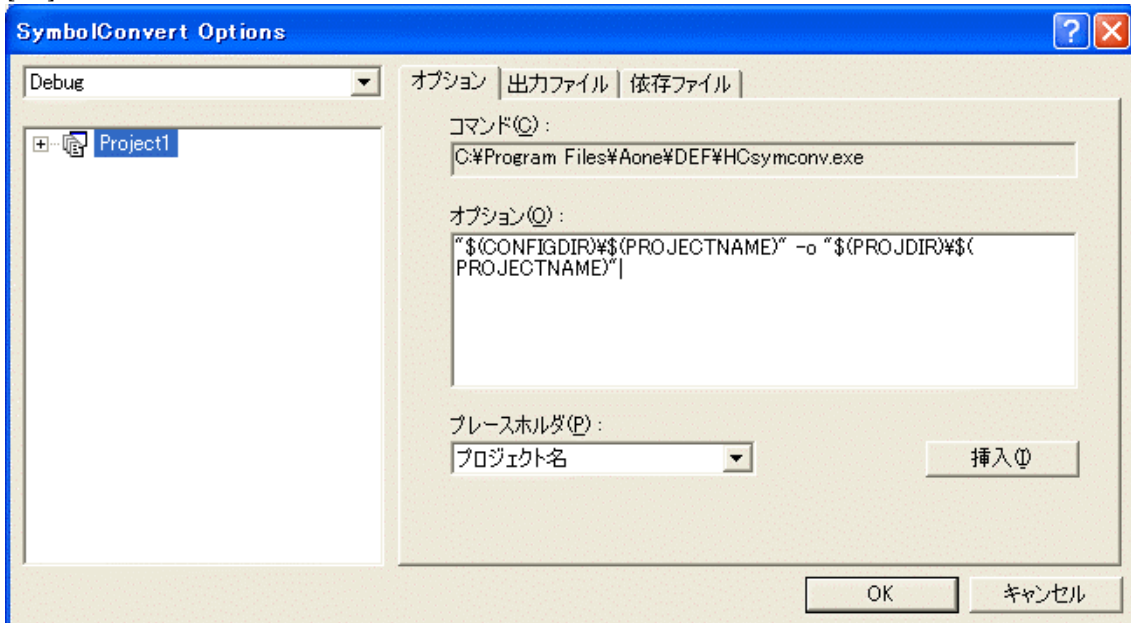 SymbolConvert Options
Debug
Project1
オプション 出力ファイル 依存ファイル
コマンド(C):
C:¥Program Files¥Aone¥DEF¥HCsymconv.exe
オプション(O):
"$(CONFIGDIR)¥$(PROJECTNAME)" -o "$(PROJDIR)¥$(
PROJECTNAME)"
プレースホルダ(P):
プロジェクト名
挿入(I)
OK キャンセル